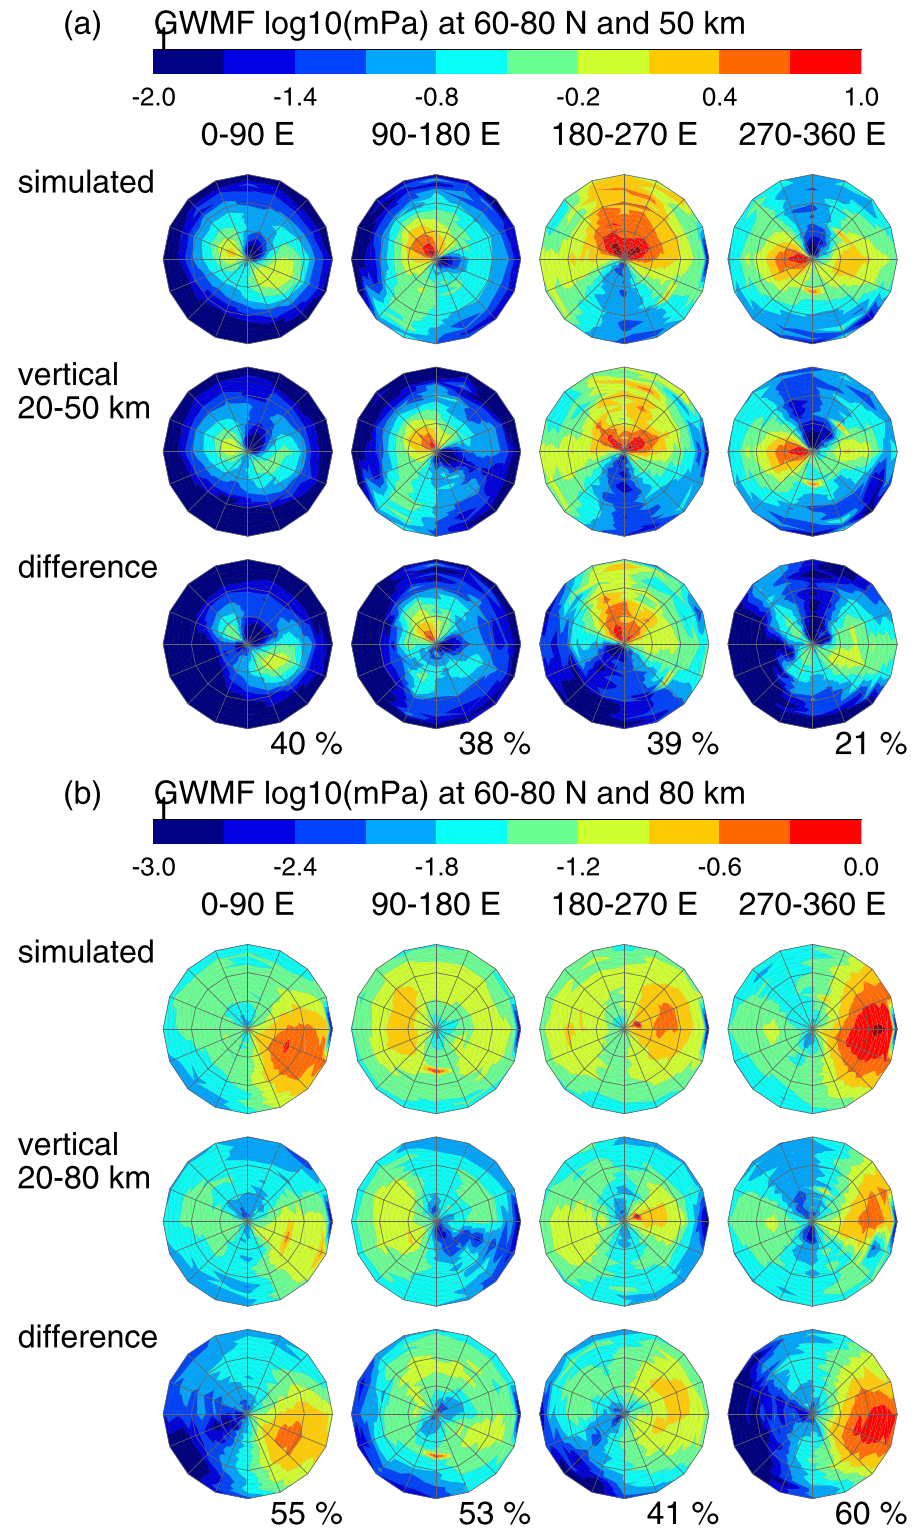 (a) GWMF log10(mPa) at 60-80 N and 50 km
-2.0 -1.4 -0.8 -0.2 0.4 1.0
0-90 E 90-180 E 180-270 E 270-360 E
simulated
vertical
20-50 km
difference
40 % 38 % 39 % 21 %
(b) GWMF log10(mPa) at 60-80 N and 80 km
-3.0 -2.4 -1.8 -1.2 -0.6 0.0
0-90 E 90-180 E 180-270 E 270-360 E
simulated
vertical
20-80 km
difference
55 % 53 % 41 % 60 %